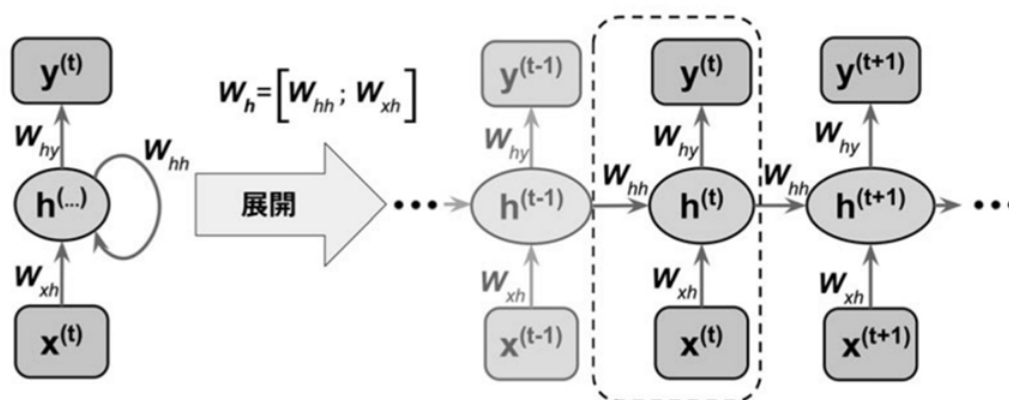 y(t)
y(t-1)
y(t)
y(t+1)
Wh=[Whh; Wxh]
Why
Whh
Why
Why
Why
h(...)
展開
...
h(t-1)
Whh
h(t)
Whh
h(t+1)
...
Wxh
Wxh
Wxh
Wxh
x(t)
x(t-1)
x(t)
x(t+1)